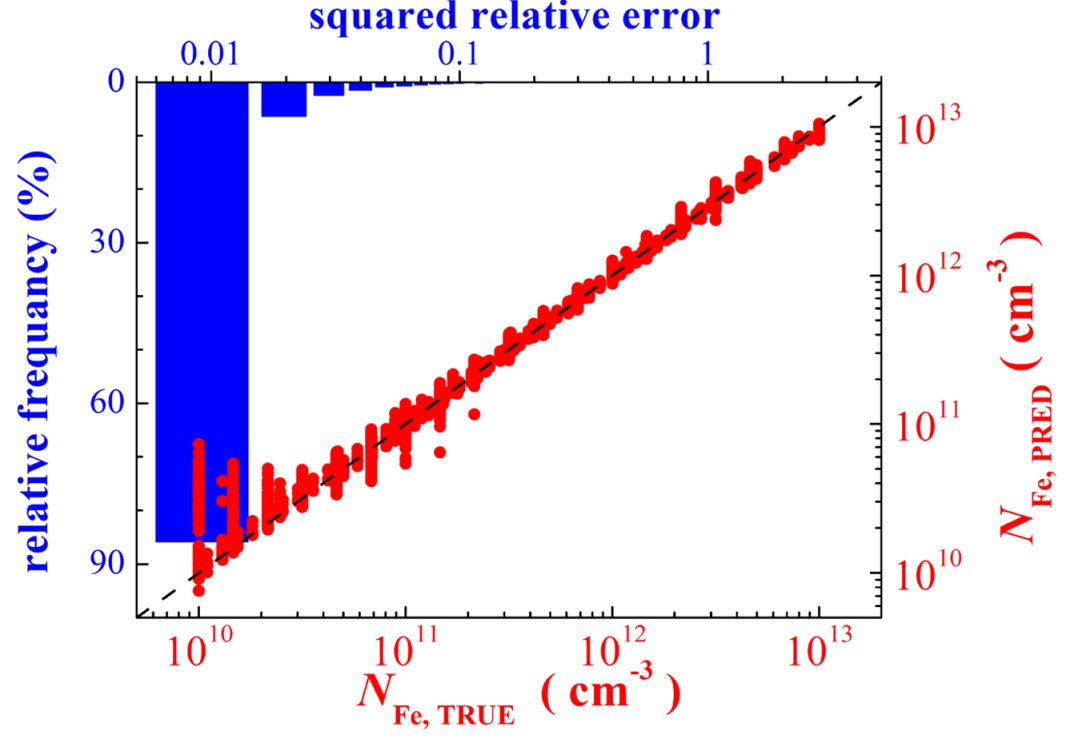 squared relative error
0.01 0.1 1
relative frequancy (%)
0
30
60
90
10^13
10^12
10^11
10^10
N_Fe, PRED ( cm^-3 )
10^10 10^11 10^12 10^13
N_Fe, TRUE ( cm^-3 )